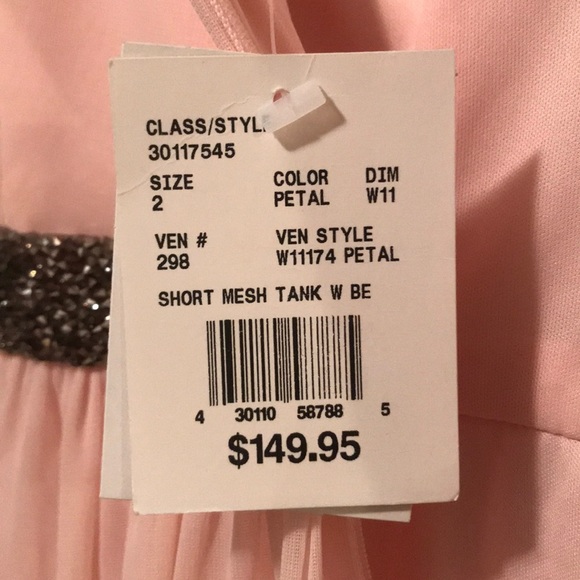 CLASS/STYL
30117545
SIZE COLOR DIM
2 PETAL W11
VEN # VEN STYLE
298 W11174 PETAL
SHORT MESH TANK W BE
4 30110 58788 5
$149.95